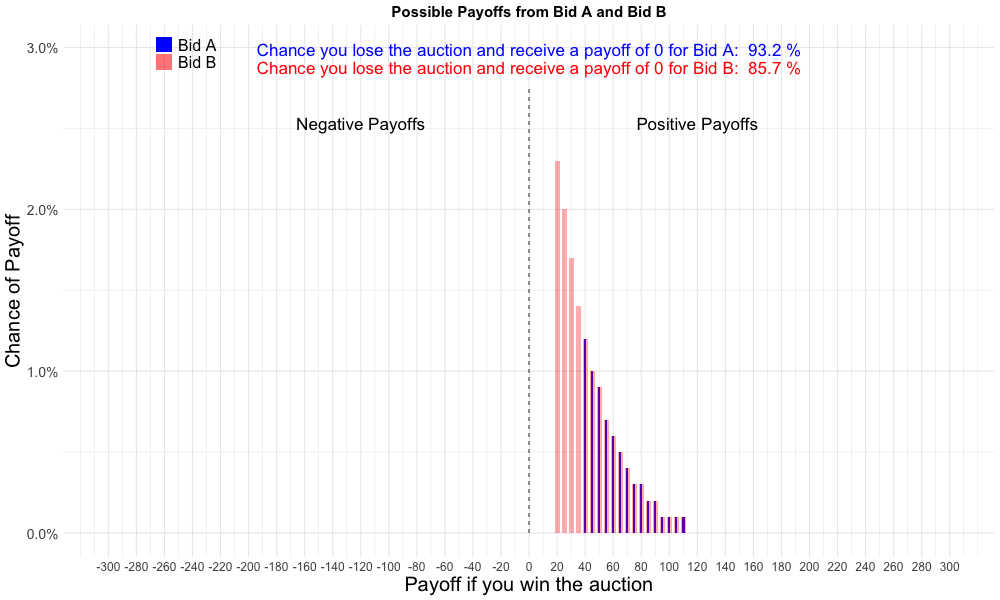 Possible Payoffs from Bid A and Bid B
Bid A
Bid B
Chance you lose the auction and receive a payoff of 0 for Bid A:  93.2 %
Chance you lose the auction and receive a payoff of 0 for Bid B:  85.7 %
Negative Payoffs
Positive Payoffs
Chance of Payoff
3.0%
2.0%
1.0%
0.0%
-300 -280 -260 -240 -220 -200 -180 -160 -140 -120 -100 -80 -60 -40 -20 0 20 40 60 80 100 120 140 160 180 200 220 240 260 280 300
Payoff if you win the auction